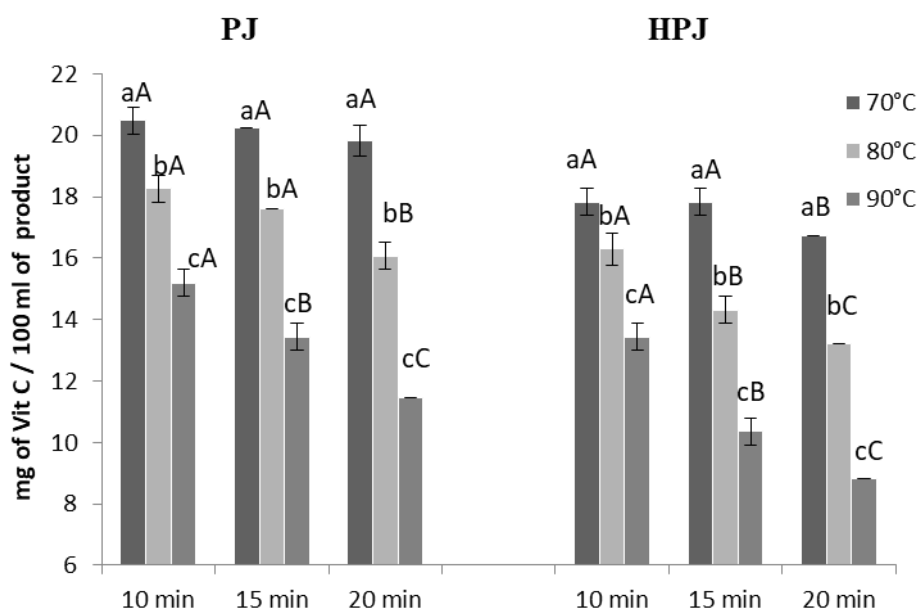 PJ HPJ
mg of Vit C / 100 ml of product
22
20
18
16
14
12
10
8
6
aA
bA
cA
aA
bA
cB
aA
bB
cC
aA
bA
cA
aA
bB
cB
aB
bC
cC
70°C
80°C
90°C
10 min 15 min 20 min 10 min 15 min 20 min